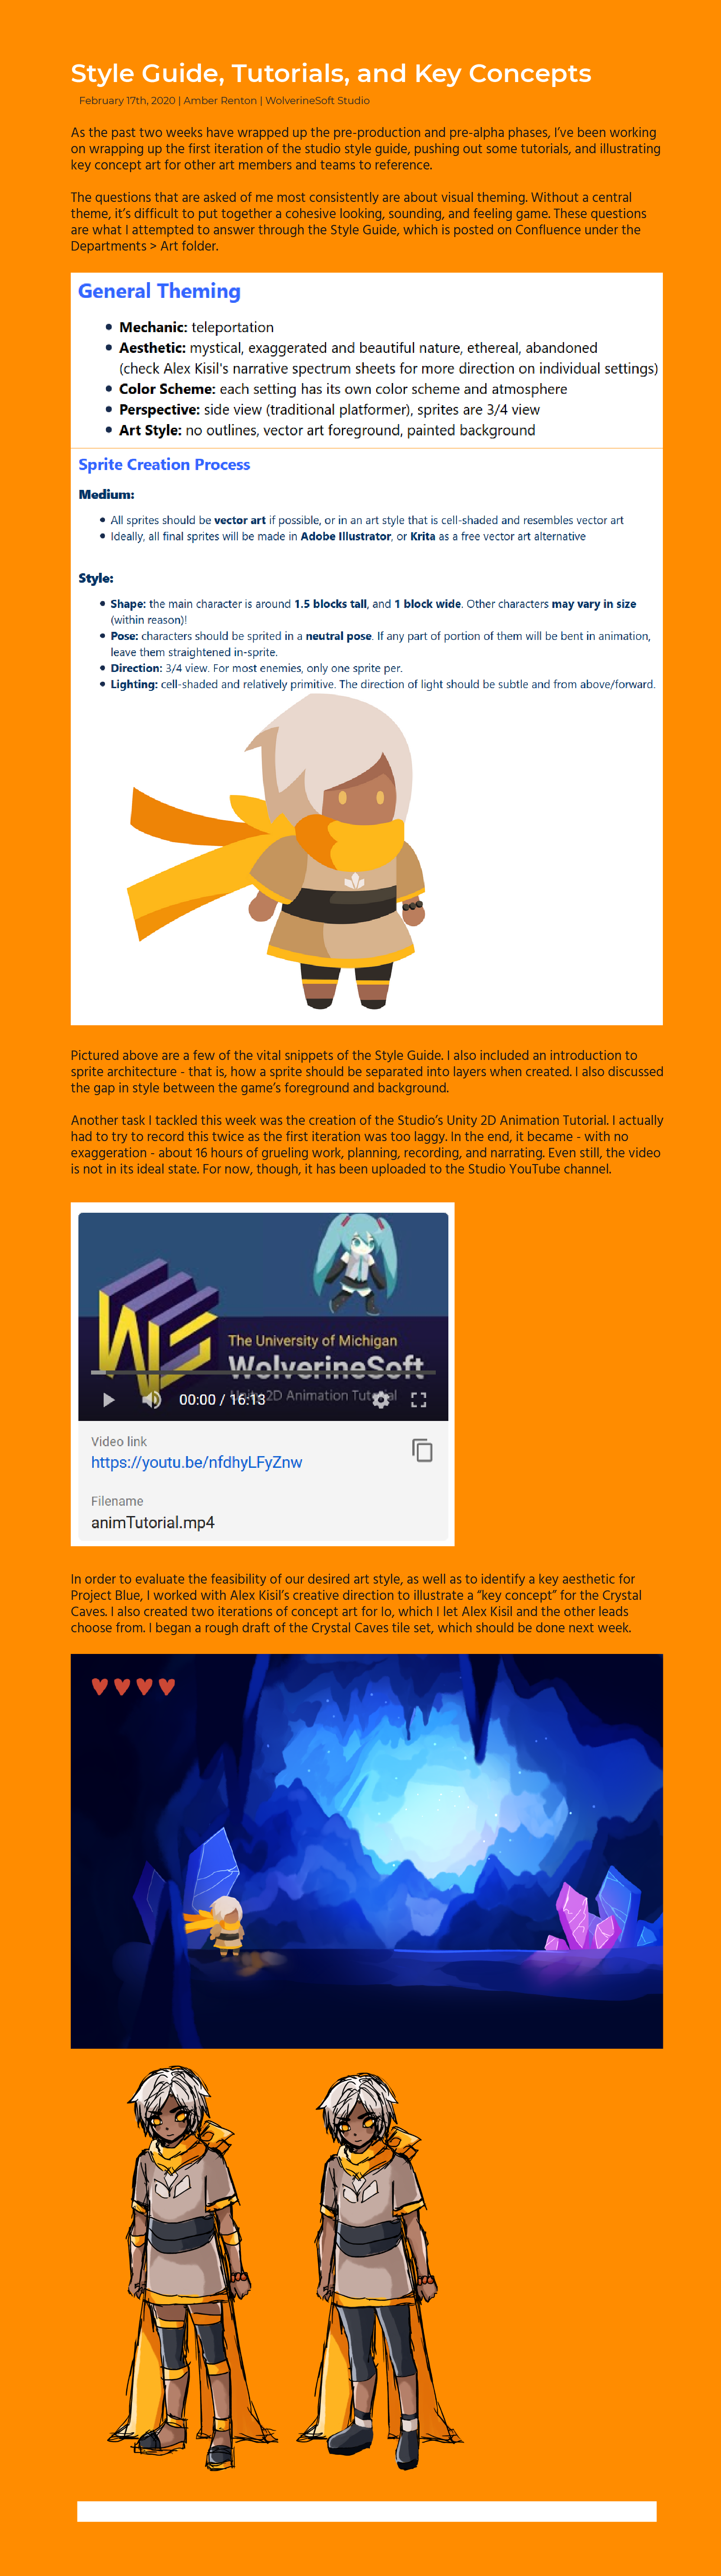 Style Guide, Tutorials, and Key Concepts
February 17th, 2020 | Amber Renton | WolverineSoft Studio
As the past two weeks have wrapped up the pre-production and pre-alpha phases, I’ve been working
on wrapping up the first iteration of the studio style guide, pushing out some tutorials, and illustrating
key concept art for other art members and teams to reference.
The questions that are asked of me most consistently are about visual theming. Without a central
theme, it’s difficult to put together a cohesive looking, sounding, and feeling game. These questions
are what I attempted to answer through the Style Guide, which is posted on Confluence under the
Departments > Art folder.
General Theming
• Mechanic: teleportation
• Aesthetic: mystical, exaggerated and beautiful nature, ethereal, abandoned
(check Alex Kisil's narrative spectrum sheets for more direction on individual settings)
• Color Scheme: each setting has its own color scheme and atmosphere
• Perspective: side view (traditional platformer), sprites are 3/4 view
• Art Style: no outlines, vector art foreground, painted background
Sprite Creation Process
Medium:
• All sprites should be vector art if possible, or in an art style that is cell-shaded and resembles vector art
• Ideally, all final sprites will be made in Adobe Illustrator, or Krita as a free vector art alternative
Style:
• Shape: the main character is around 1.5 blocks tall, and 1 block wide. Other characters may vary in size
(within reason)!
• Pose: characters should be sprited in a neutral pose. If any part of portion of them will be bent in animation,
leave them straightened in-sprite.
• Direction: 3/4 view. For most enemies, only one sprite per.
• Lighting: cell-shaded and relatively primitive. The direction of light should be subtle and from above/forward.
Pictured above are a few of the vital snippets of the Style Guide. I also included an introduction to
sprite architecture - that is, how a sprite should be separated into layers when created. I also discussed
the gap in style between the game’s foreground and background.
Another task I tackled this week was the creation of the Studio’s Unity 2D Animation Tutorial. I actually
had to try to record this twice as the first iteration was too laggy. In the end, it became - with no
exaggeration - about 16 hours of grueling work, planning, recording, and narrating. Even still, the video
is not in its ideal state. For now, though, it has been uploaded to the Studio YouTube channel.
The University of Michigan
WolverineSoft
Unity 2D Animation Tutorial
00:00 / 16:13
Video link
https://youtu.be/nfdhyLFyZnw
Filename
animTutorial.mp4
In order to evaluate the feasibility of our desired art style, as well as to identify a key aesthetic for
Project Blue, I worked with Alex Kisil’s creative direction to illustrate a “key concept” for the Crystal
Caves. I also created two iterations of concept art for Io, which I let Alex Kisil and the other leads
choose from. I began a rough draft of the Crystal Caves tile set, which should be done next week.